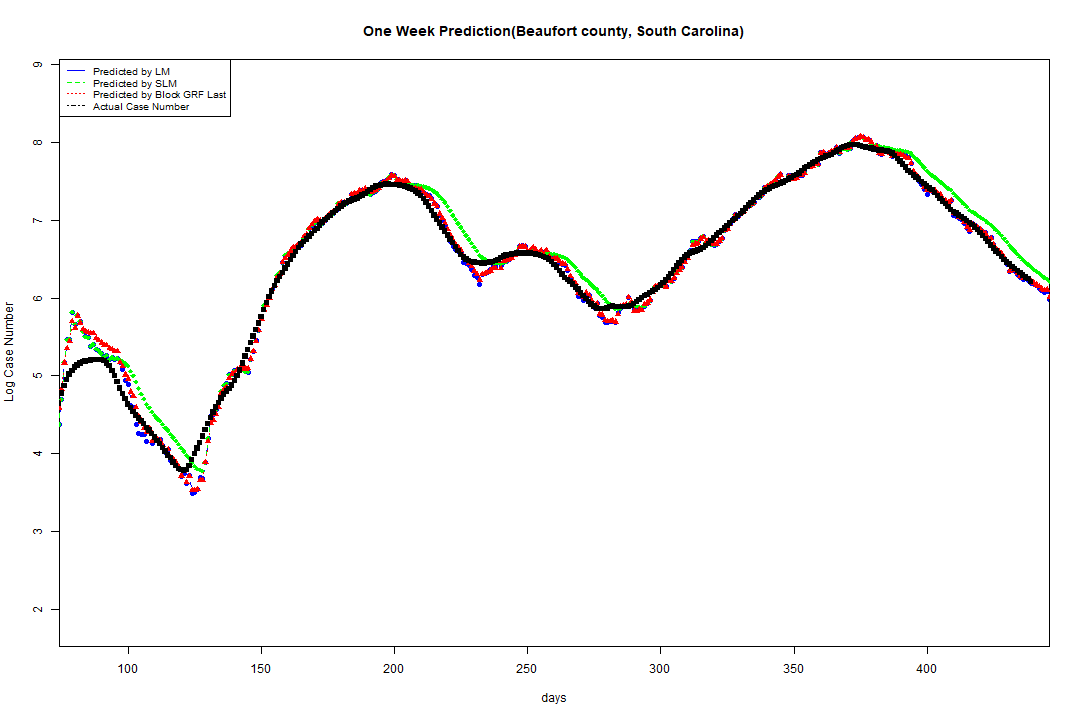 One Week Prediction(Beaufort county, South Carolina)
Predicted by LM
Predicted by SLM
Predicted by Block GRF Last
Actual Case Number
9
8
7
6
5
4
3
2
Log Case Number
100 150 200 250 300 350 400
days